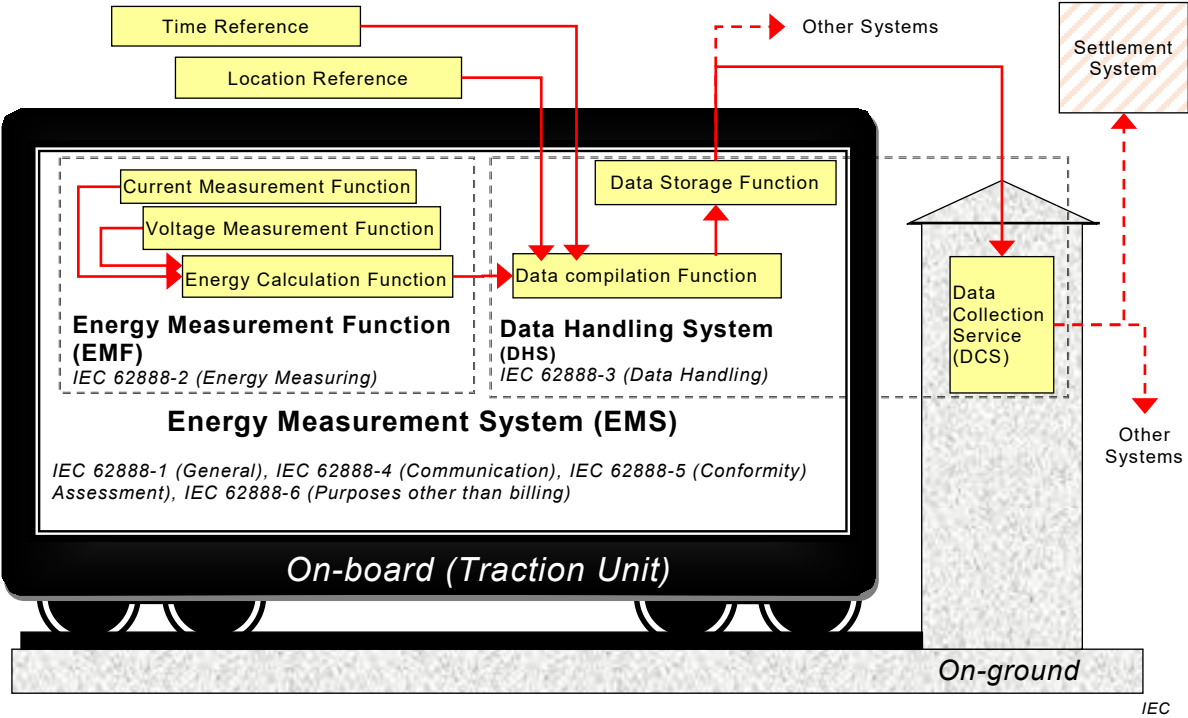 Time Reference
Location Reference
Other Systems
Settlement
System
Current Measurement Function
Voltage Measurement Function
Energy Calculation Function
Energy Measurement Function
(EMF)
IEC 62888-2 (Energy Measuring)
Data Storage Function
Data compilation Function
Data Handling System
(DHS)
IEC 62888-3 (Data Handling)
Data
Collection
Service
(DCS)
Other
Systems
Energy Measurement System (EMS)
IEC 62888-1 (General), IEC 62888-4 (Communication), IEC 62888-5 (Conformity)
Assessment), IEC 62888-6 (Purposes other than billing)
On-board (Traction Unit)
On-ground
IEC